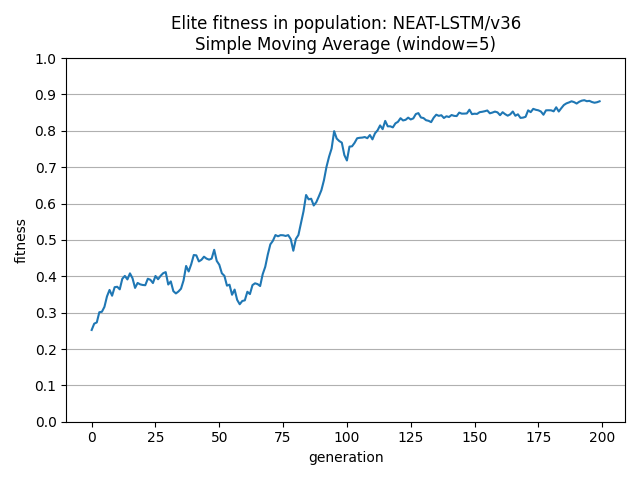 Elite fitness in population: NEAT-LSTM/v36
Simple Moving Average (window=5)
1.0
0.9
0.8
0.7
0.6
0.5
0.4
0.3
0.2
0.1
0.0
fitness
0 25 50 75 100 125 150 175 200
generation